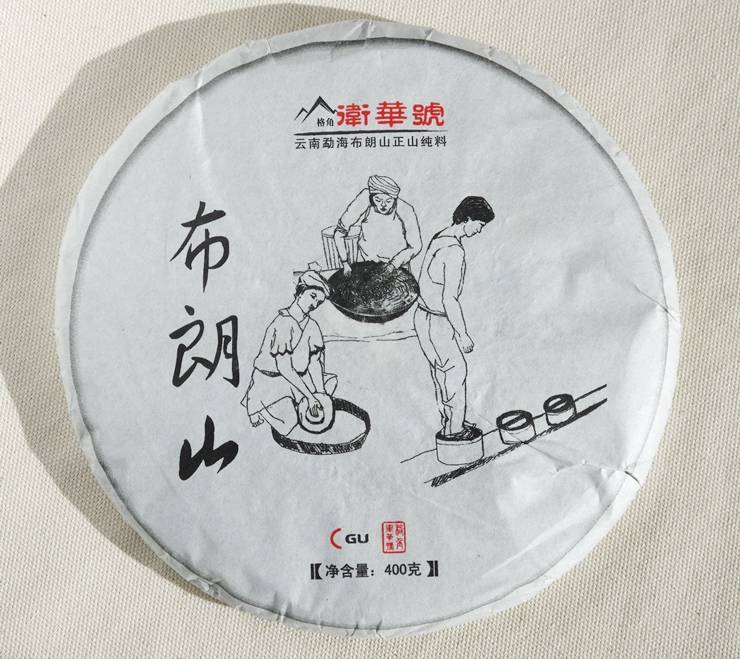 格角 衛華號
云南勐海布朗山正山纯料
布朗山
GU
【净含量：400克】